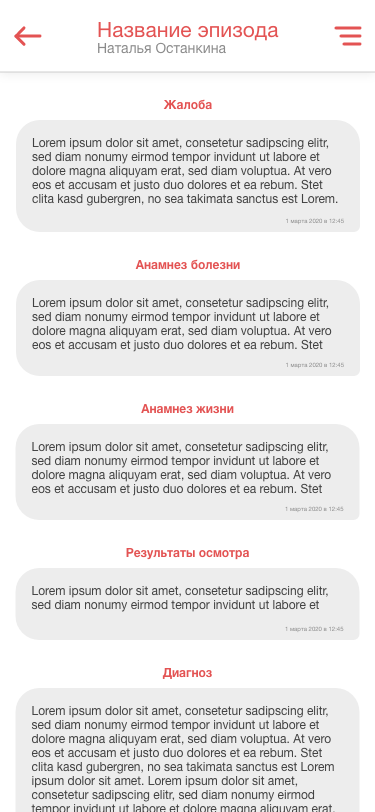 Название эпизода
Наталья Останкина
Жалоба
Lorem ipsum dolor sit amet, consetetur sadipscing elitr,
sed diam nonumy eirmod tempor invidunt ut labore et
dolore magna aliquyam erat, sed diam voluptua. At vero
eos et accusam et justo duo dolores et ea rebum. Stet
clita kasd gubergren, no sea takimata sanctus est Lorem.
1 марта 2020 в 12:45
Анамнез болезни
Lorem ipsum dolor sit amet, consetetur sadipscing elitr,
sed diam nonumy eirmod tempor invidunt ut labore et
dolore magna aliquyam erat, sed diam voluptua. At vero
eos et accusam et justo duo dolores et ea rebum. Stet
1 марта 2020 в 12:45
Анамнез жизни
Lorem ipsum dolor sit amet, consetetur sadipscing elitr,
sed diam nonumy eirmod tempor invidunt ut labore et
dolore magna aliquyam erat, sed diam voluptua. At vero
eos et accusam et justo duo dolores et ea rebum. Stet
1 марта 2020 в 12:45
Результаты осмотра
Lorem ipsum dolor sit amet, consetetur sadipscing elitr,
sed diam nonumy eirmod tempor invidunt ut labore et
1 марта 2020 в 12:45
Диагноз
Lorem ipsum dolor sit amet, consetetur sadipscing elitr,
sed diam nonumy eirmod tempor invidunt ut labore et
dolore magna aliquyam erat, sed diam voluptua. At vero
eos et accusam et justo duo dolores et ea rebum. Stet
clita kasd gubergren, no sea takimata sanctus est Lorem
ipsum dolor sit amet. Lorem ipsum dolor sit amet,
consetetur sadipscing elitr, sed diam nonumy eirmod
tempor invidunt ut labore et dolore magna aliquyam erat,